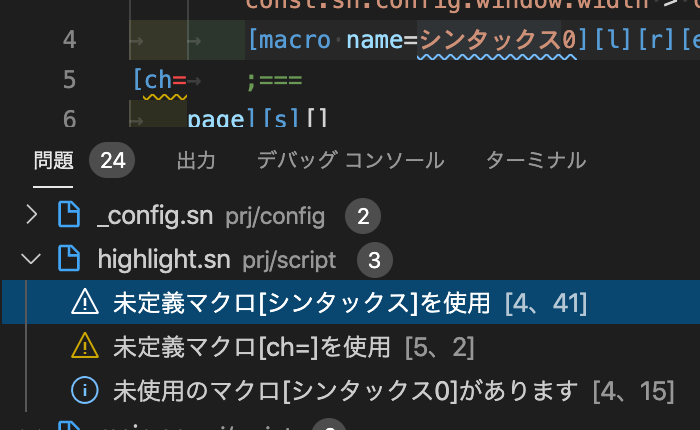 const.sn.config.window.width >
4 [macro name=シンタックス0][l][r][e
5 [ch= ;===
6 page][s][]
問題 24 出力 デバッグ コンソール ターミナル
_config.sn prj/config 2
highlight.sn prj/script 3
未定義マクロ[シンタックス]を使用 [4、41]
未定義マクロ[ch=]を使用 [5、2]
未使用のマクロ[シンタックス0]があります [4、15]